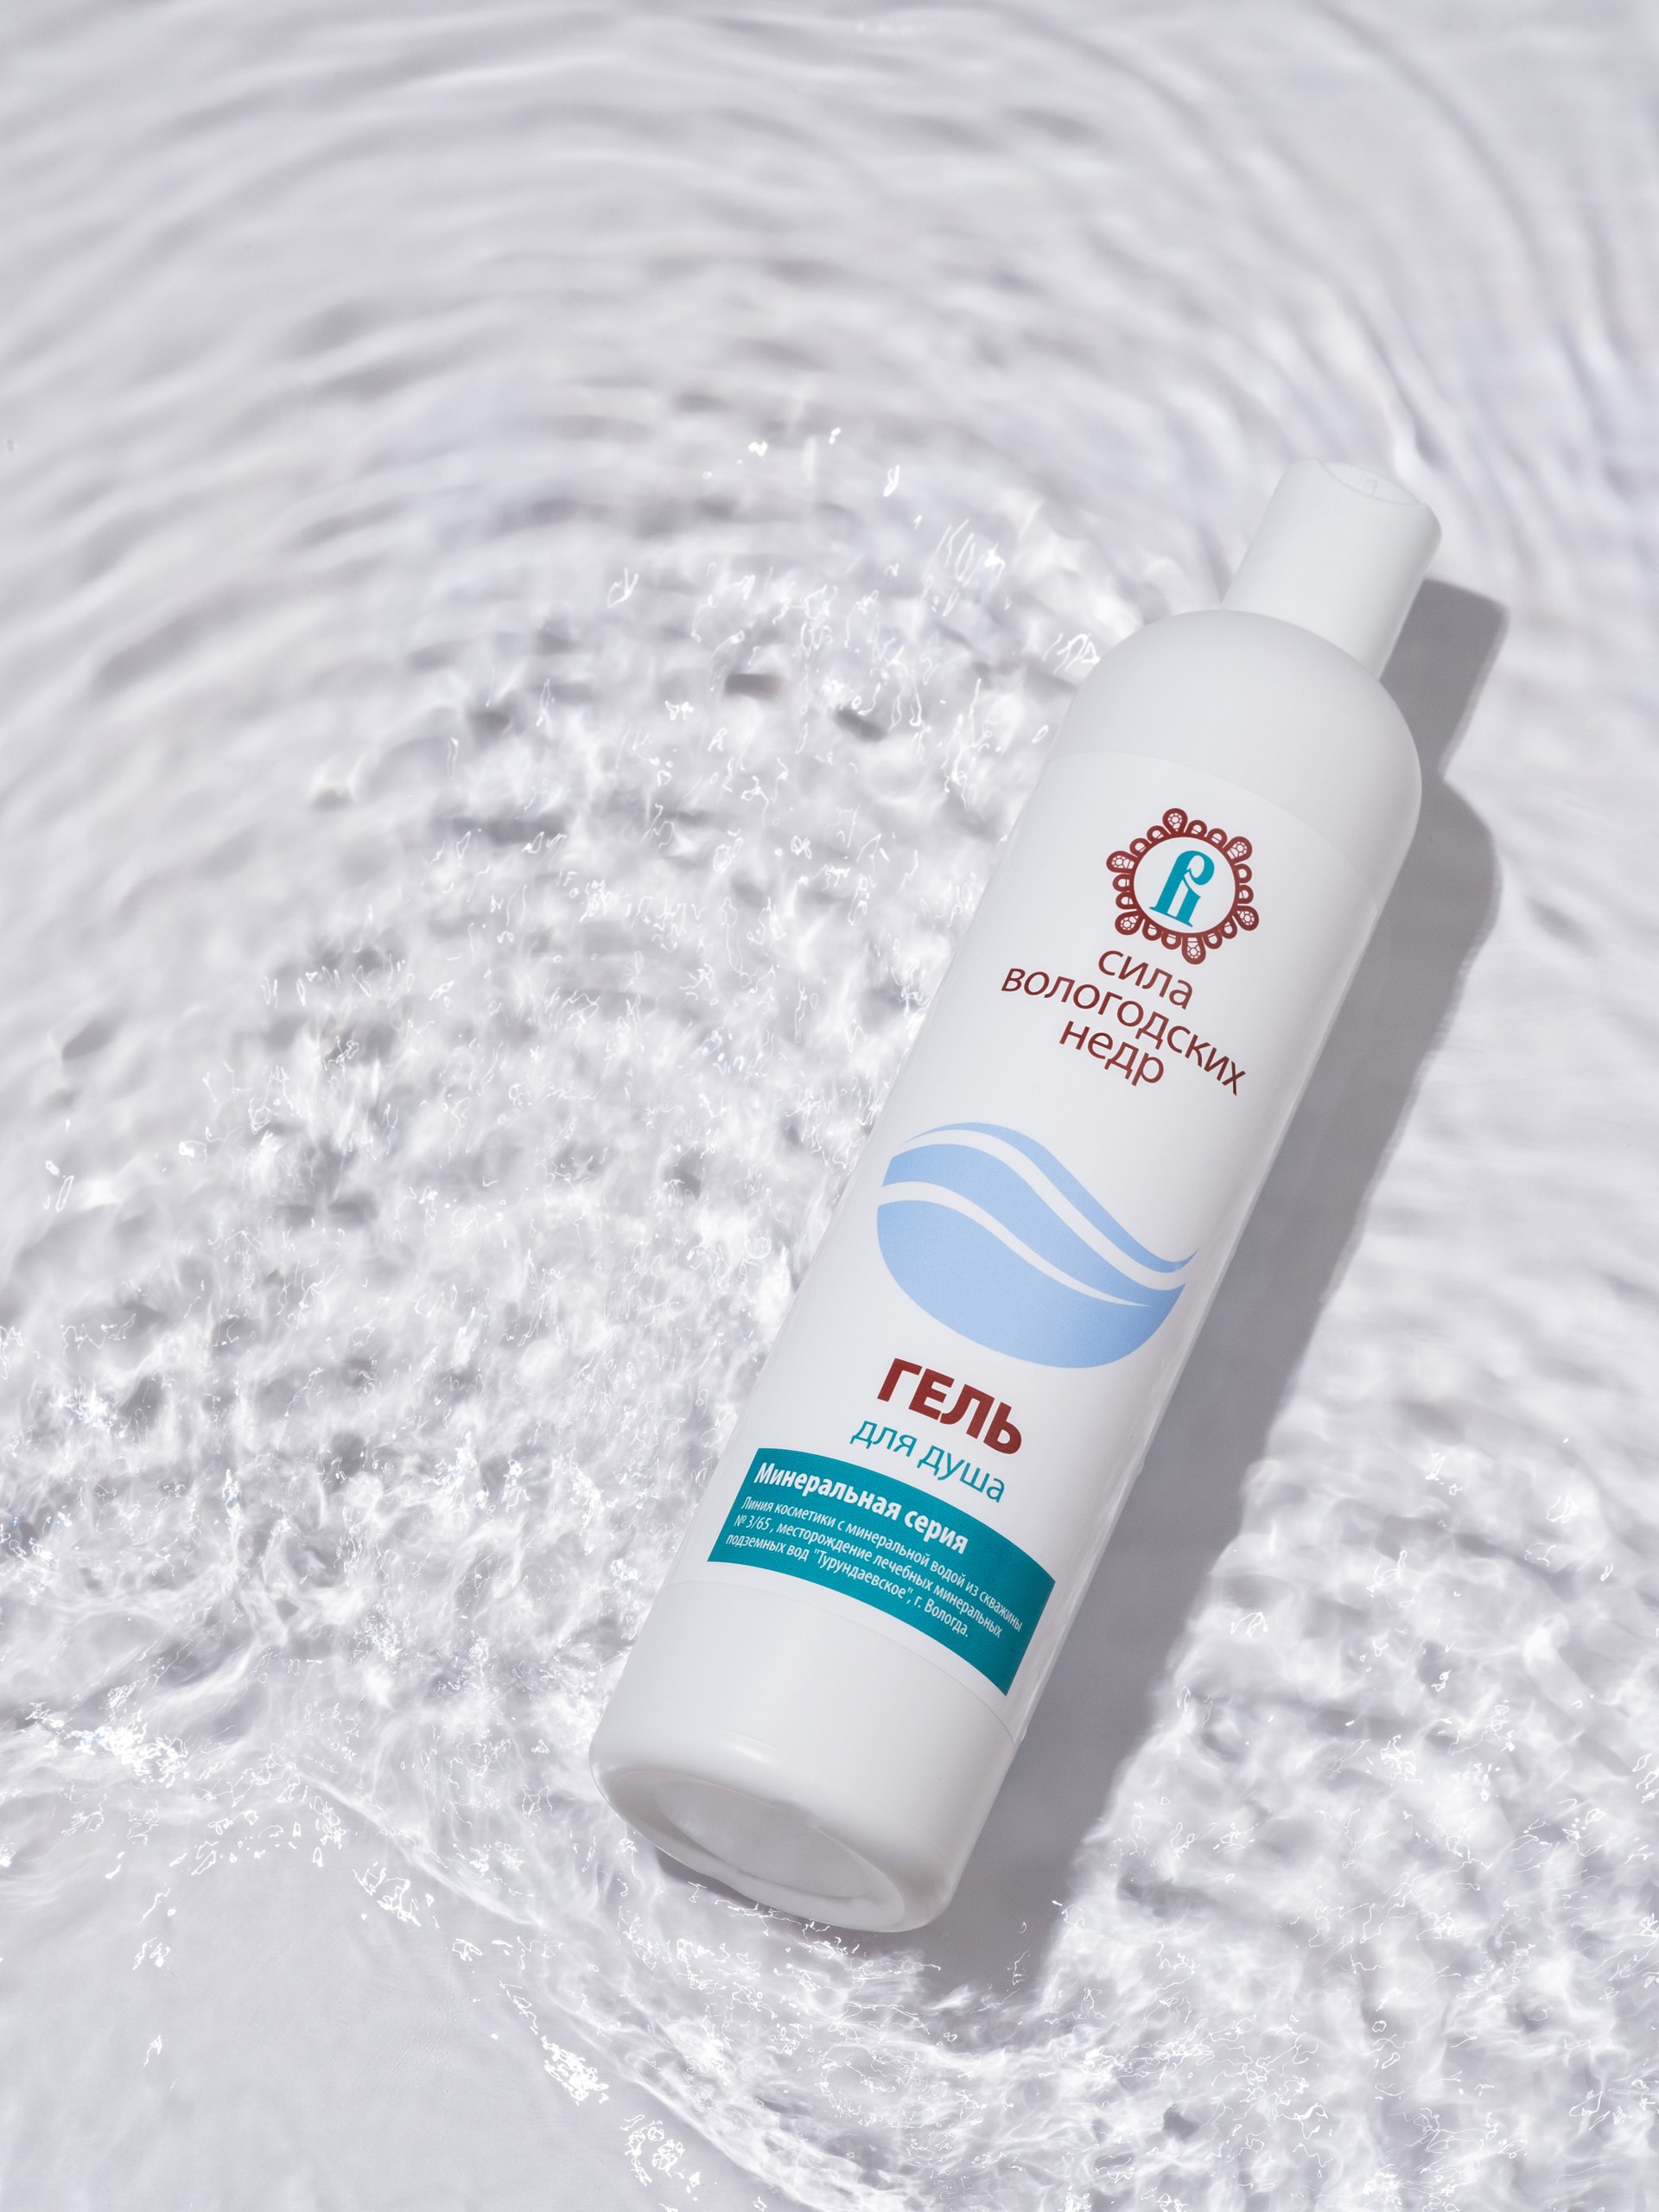 сила
вологодских
недр
ГЕЛЬ
для душа
Минеральная серия
Линия косметики с минеральной водой из скважины
№ 3/65, месторождение лечебных минеральных
подземных вод "Турундаевское", г. Вологда.